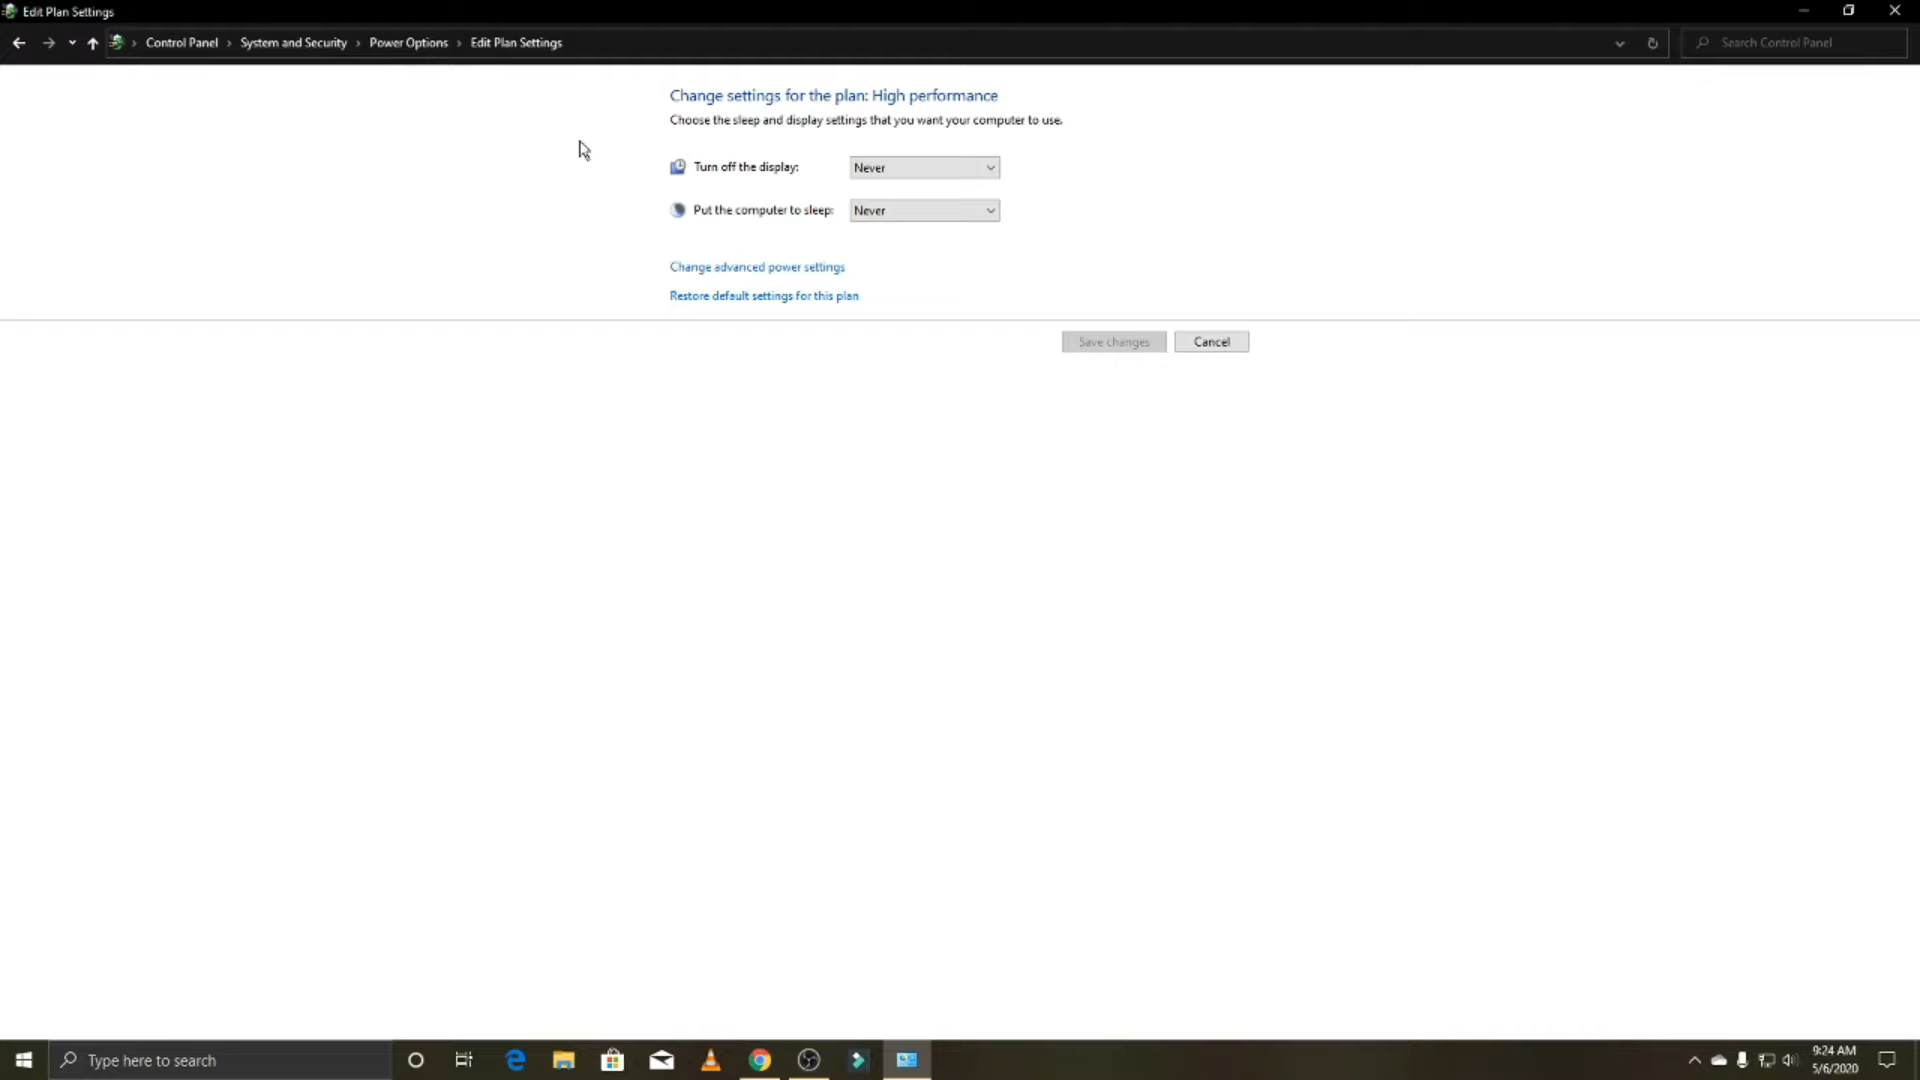 Edit Plan Settings
Control Panel › System and Security › Power Options › Edit Plan Settings
Search Control Panel
Change settings for the plan: High performance
Choose the sleep and display settings that you want your computer to use.
Turn off the display: Never
Put the computer to sleep: Never
Change advanced power settings
Restore default settings for this plan
Save changes Cancel
Type here to search
9:24 AM
5/6/2020